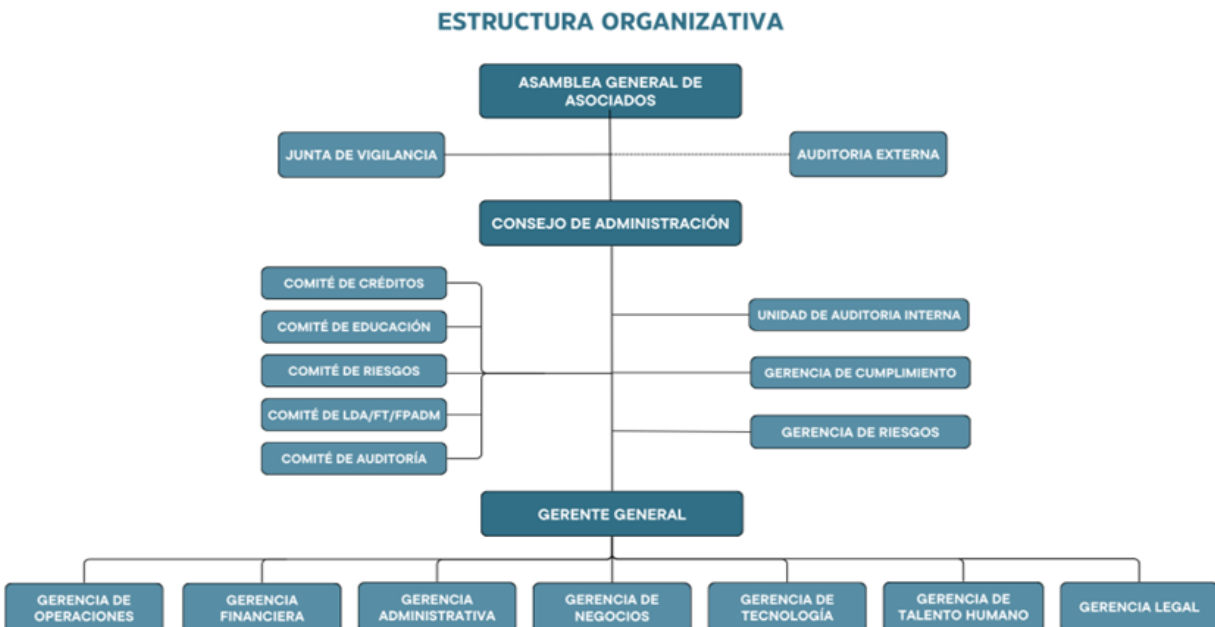 ESTRUCTURA ORGANIZATIVA
ASAMBLEA GENERAL DE
ASOCIADOS
JUNTA DE VIGILANCIA
AUDITORIA EXTERNA
CONSEJO DE ADMINISTRACIÓN
COMITÉ DE CRÉDITOS
COMITÉ DE EDUCACIÓN
COMITÉ DE RIESGOS
COMITÉ DE LDA/FT/FPADM
COMITÉ DE AUDITORÍA
UNIDAD DE AUDITORIA INTERNA
GERENCIA DE CUMPLIMIENTO
GERENCIA DE RIESGOS
GERENTE GENERAL
GERENCIA DE
OPERACIONES
GERENCIA
FINANCIERA
GERENCIA
ADMINISTRATIVA
GERENCIA DE
NEGOCIOS
GERENCIA DE
TECNOLOGÍA
GERENCIA DE
TALENTO HUMANO
GERENCIA LEGAL